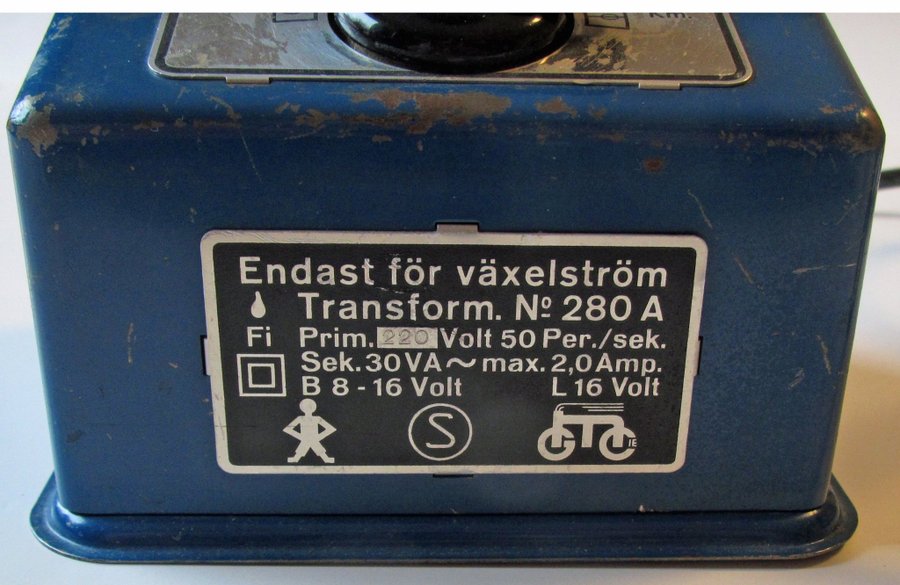 Km.
Endast för växelström
Transform. Nº 280 A
Fi Prim. 220 Volt 50 Per./sek.
Sek. 30 VA ~ max. 2,0 Amp.
B 8 - 16 Volt L 16 Volt
S